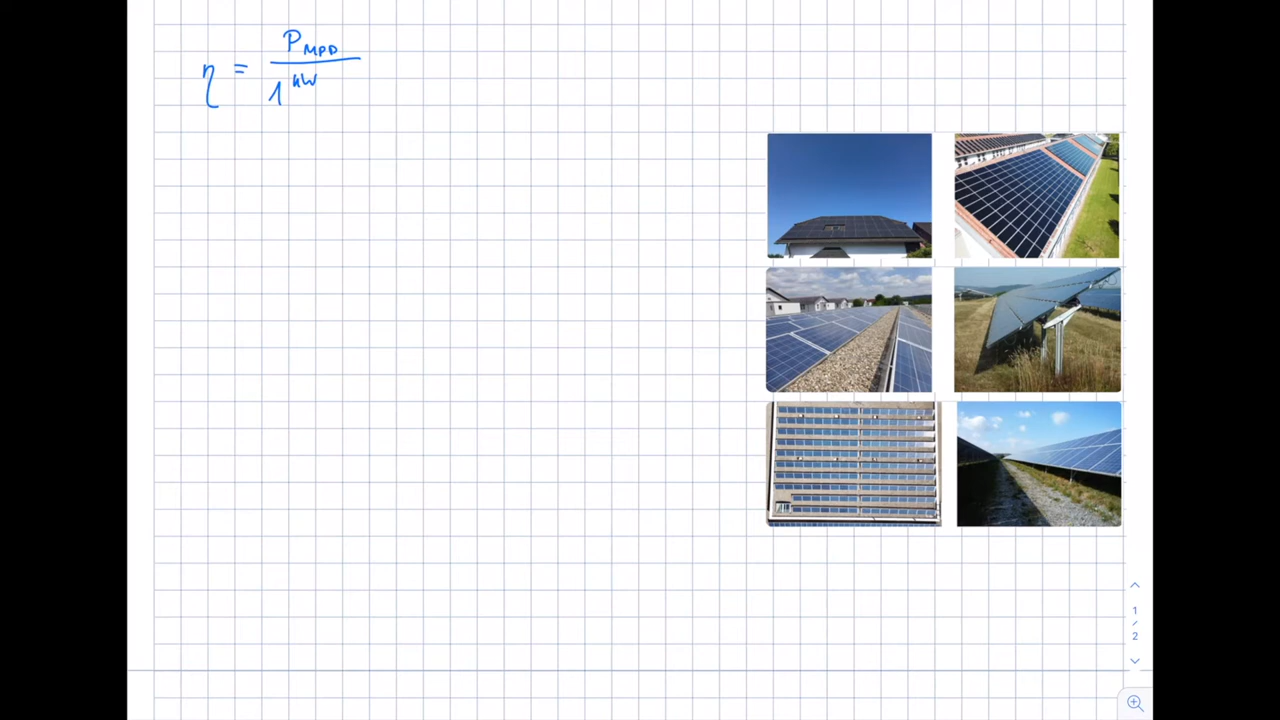 η = P_MPP / 1 kW
1
/
2